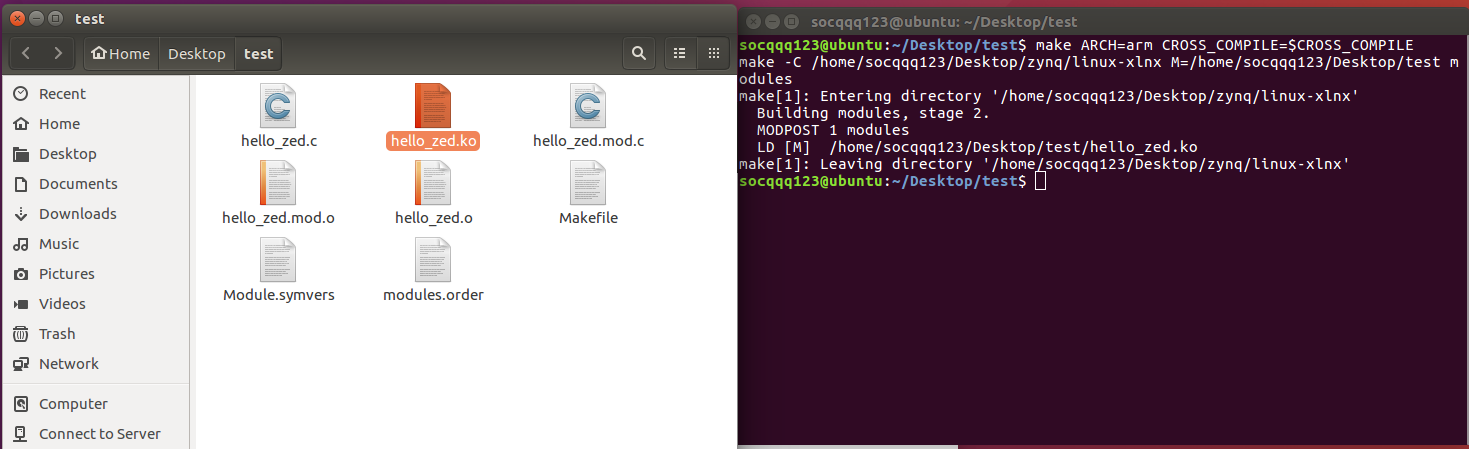 test
Home
Desktop
test
Recent
Home
Desktop
Documents
Downloads
Music
Pictures
Videos
Trash
Network
Computer
Connect to Server
hello_zed.c
hello_zed.ko
hello_zed.mod.c
hello_zed.mod.o
hello_zed.o
Makefile
Module.symvers
modules.order
socqqq123@ubuntu: ~/Desktop/test
socqqq123@ubuntu:~/Desktop/test$ make ARCH=arm CROSS_COMPILE=$CROSS_COMPILE
make -C /home/socqqq123/Desktop/zynq/linux-xlnx M=/home/socqqq123/Desktop/test m
odules
make[1]: Entering directory '/home/socqqq123/Desktop/zynq/linux-xlnx'
  Building modules, stage 2.
  MODPOST 1 modules
  LD [M]  /home/socqqq123/Desktop/test/hello_zed.ko
make[1]: Leaving directory '/home/socqqq123/Desktop/zynq/linux-xlnx'
socqqq123@ubuntu:~/Desktop/test$